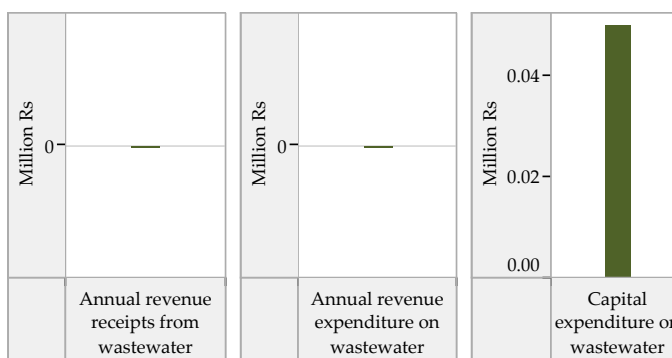 Million Rs
0
Annual revenue
receipts from
wastewater
Million Rs
0
Annual revenue
expenditure on
wastewater
Million Rs
0.04
0.02
0.00
Capital
expenditure on
wastewater